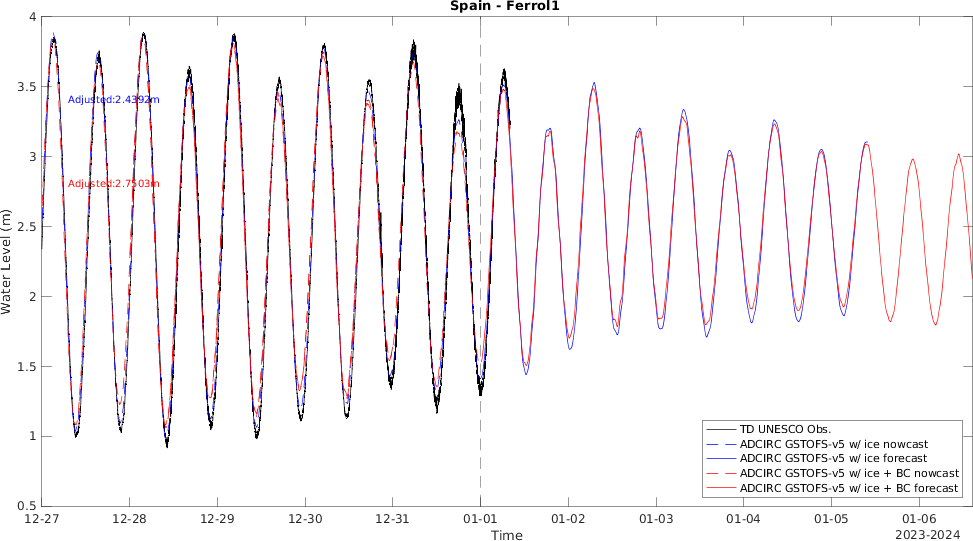 Spain - Ferrol1
4
3.5
3
2.5
2
1.5
1
0.5
Water Level (m)
Adjusted:2.4392m
Adjusted:2.7503m
TD UNESCO Obs.
ADCIRC GSTOFS-v5 w/ ice nowcast
ADCIRC GSTOFS-v5 w/ ice forecast
ADCIRC GSTOFS-v5 w/ ice + BC nowcast
ADCIRC GSTOFS-v5 w/ ice + BC forecast
12-27 12-28 12-29 12-30 12-31 01-01 01-02 01-03 01-04 01-05 01-06
Time
2023-2024